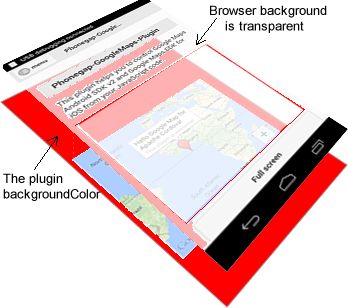 Browser background
is transparent
USB debugging connected
Phonegap-Google...
menu
Phonegap-GoogleMaps-Plugin
This plugin helps you to control Google Maps
Android SDK v2 and Google Maps SDK for
iOS from your JavaScript code.
Hello Google Map for
Apache Cordova!
+
Full screen
The plugin
backgroundColor